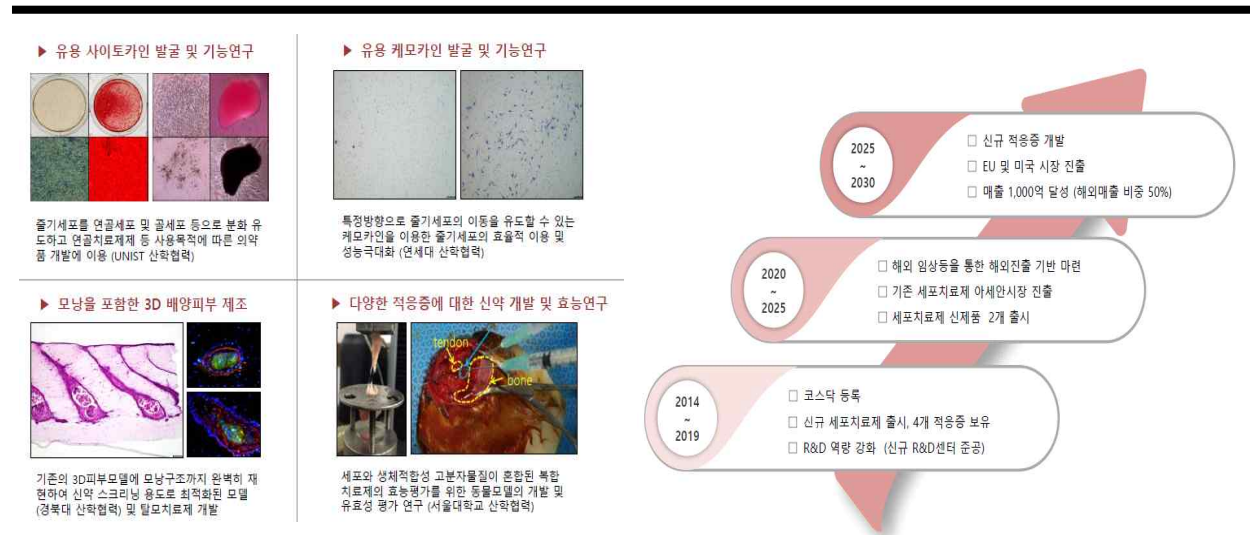 ▶ 유용 사이토카인 발굴 및 기능연구
줄기세포를 연골세포 및 골세포 등으로 분화 유
도하고 연골치료제제 등 사용목적에 따른 의약
품 개발에 이용 (UNIST 산학협력)
▶ 유용 케모카인 발굴 및 기능연구
특정방향으로 줄기세포의 이동을 유도할 수 있는
케모카인을 이용한 줄기세포의 효율적 이용 및
성능극대화 (연세대 산학협력)
▶ 모낭을 포함한 3D 배양피부 제조
기존의 3D피부모델에 모낭구조까지 완벽히 재
현하여 신약 스크리닝 용도로 최적화된 모델
(경북대 산학협력) 및 탈모치료제 개발
▶ 다양한 적응증에 대한 신약 개발 및 효능연구
tendon
bone
세포와 생체적합성 고분자물질이 혼합된 복합
치료제의 효능평가를 위한 동물모델의 개발 및
유효성 평가 연구 (서울대학교 산학협력)
2025
~
2030
□ 신규 적응증 개발
□ EU 및 미국 시장 진출
□ 매출 1,000억 달성 (해외매출 비중 50%)
2020
~
2025
□ 해외 임상등을 통한 해외진출 기반 마련
□ 기존 세포치료제 아세안시장 진출
□ 세포치료제 신제품 2개 출시
2014
~
2019
□ 코스닥 등록
□ 신규 세포치료제 출시, 4개 적응증 보유
□ R&D 역량 강화 (신규 R&D센터 준공)